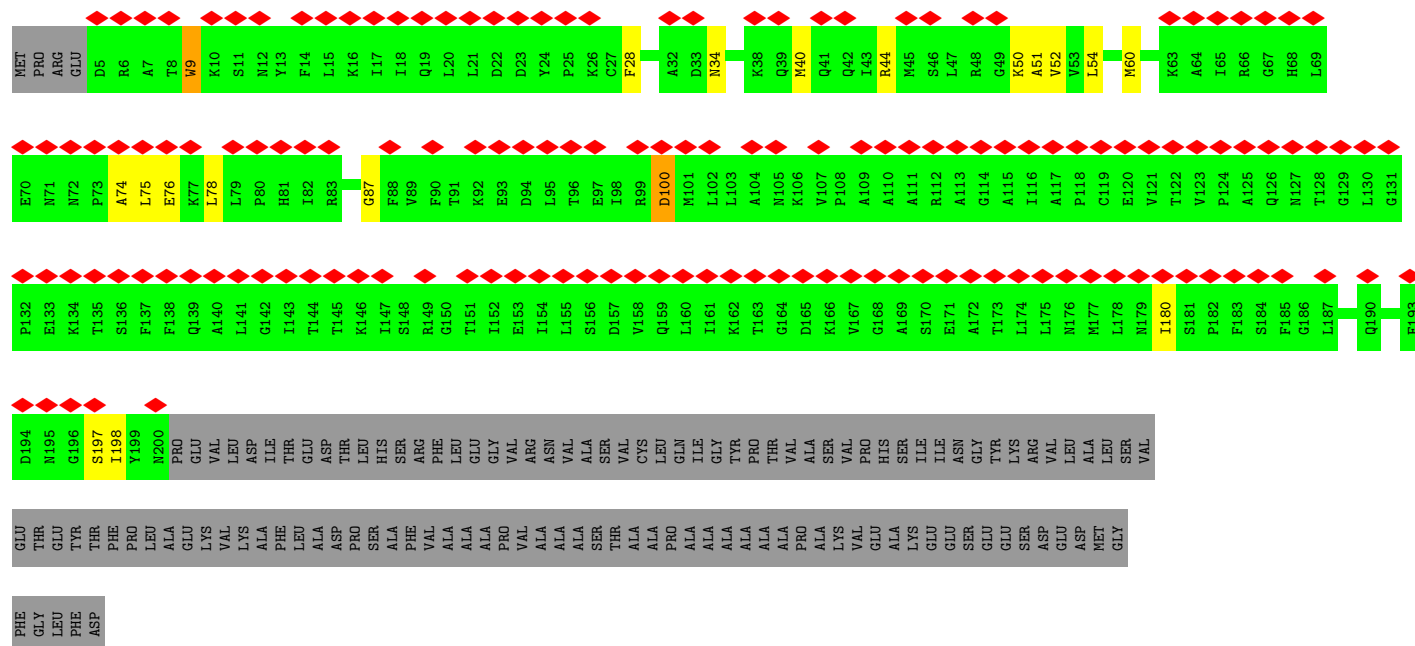 MET PRO ARG GLU D5 R6 A7 T8 W9 K10 S11 N12 Y13 F14 L15 K16 I17 I18 Q19 L20 L21 D22 D23 Y24 P25 K26 C27 F28 A32 D33 N34 K38 Q39 M40 Q41 Q42 I43 R44 M45 S46 L47 R48 G49 K50 A51 V52 V53 L54 M60 K63 A64 I65 R66 G67 H68 L69
E70 N71 N72 P73 A74 L75 E76 K77 L78 L79 P80 H81 I82 R83 G87 F88 V89 F90 T91 K92 E93 D94 L95 T96 E97 I98 R99 D100 M101 L102 L103 A104 N105 K106 V107 P108 A109 A110 A111 R112 A113 G114 A115 I116 A117 P118 C119 E120 V121 T122 V123 P124 A125 Q126 N127 T128 G129 L130 G131
P132 E133 K134 T135 S136 F137 F138 Q139 A140 L141 G142 I143 T144 T145 K146 I147 S148 R149 G150 T151 I152 E153 I154 L155 S156 D157 V158 Q159 L160 I161 K162 T163 G164 D165 K166 V167 G168 A169 S170 E171 A172 T173 L174 L175 N176 M177 L178 N179 I180 S181 P182 F183 S184 F185 G186 L187 Q190
D194 N195 G196 S197 I198 Y199 N200 PRO GLU VAL LEU ASP ILE THR GLU ASP THR LEU HIS SER ARG PHE LEU GLU GLY VAL ARG ASN VAL ALA SER VAL CYS LEU GLN ILE GLY TYR PRO THR VAL ALA SER VAL PRO HIS SER ILE ILE ASN GLY TYR LYS ARG VAL LEU ALA LEU SER VAL
GLU THR GLU TYR THR PHE PRO LEU ALA GLU LYS VAL LYS ALA PHE LEU ALA ASP PRO SER ALA PHE VAL ALA ALA ALA PRO VAL ALA ALA ALA SER THR ALA ALA PRO ALA ALA ALA ALA ALA ALA PRO ALA LYS VAL GLU ALA LYS GLU GLU SER GLU GLU SER ASP GLU ASP MET GLY
PHE GLY LEU PHE ASP